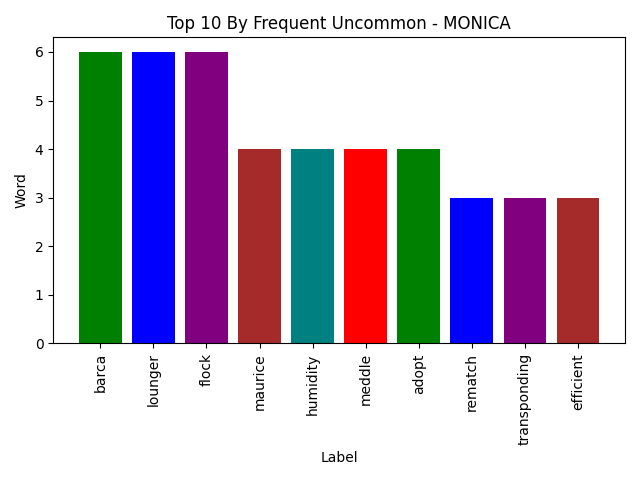 Top 10 By Frequent Uncommon - MONICA
Word
6
5
4
3
2
1
0
barca
lounger
flock
maurice
humidity
meddle
adopt
rematch
transponding
efficient
Label